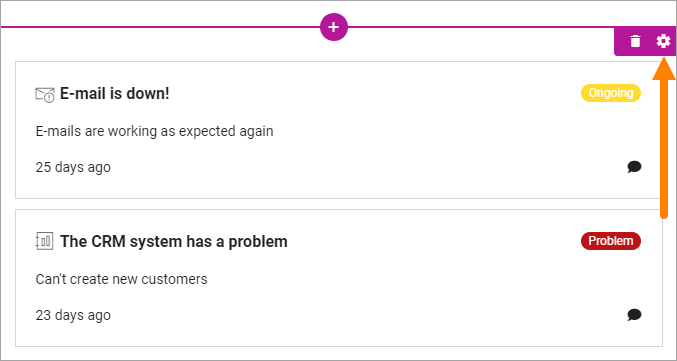 E-mail is down!
Ongoing
E-mails are working as expected again
25 days ago
The CRM system has a problem
Problem
Can't create new customers
23 days ago